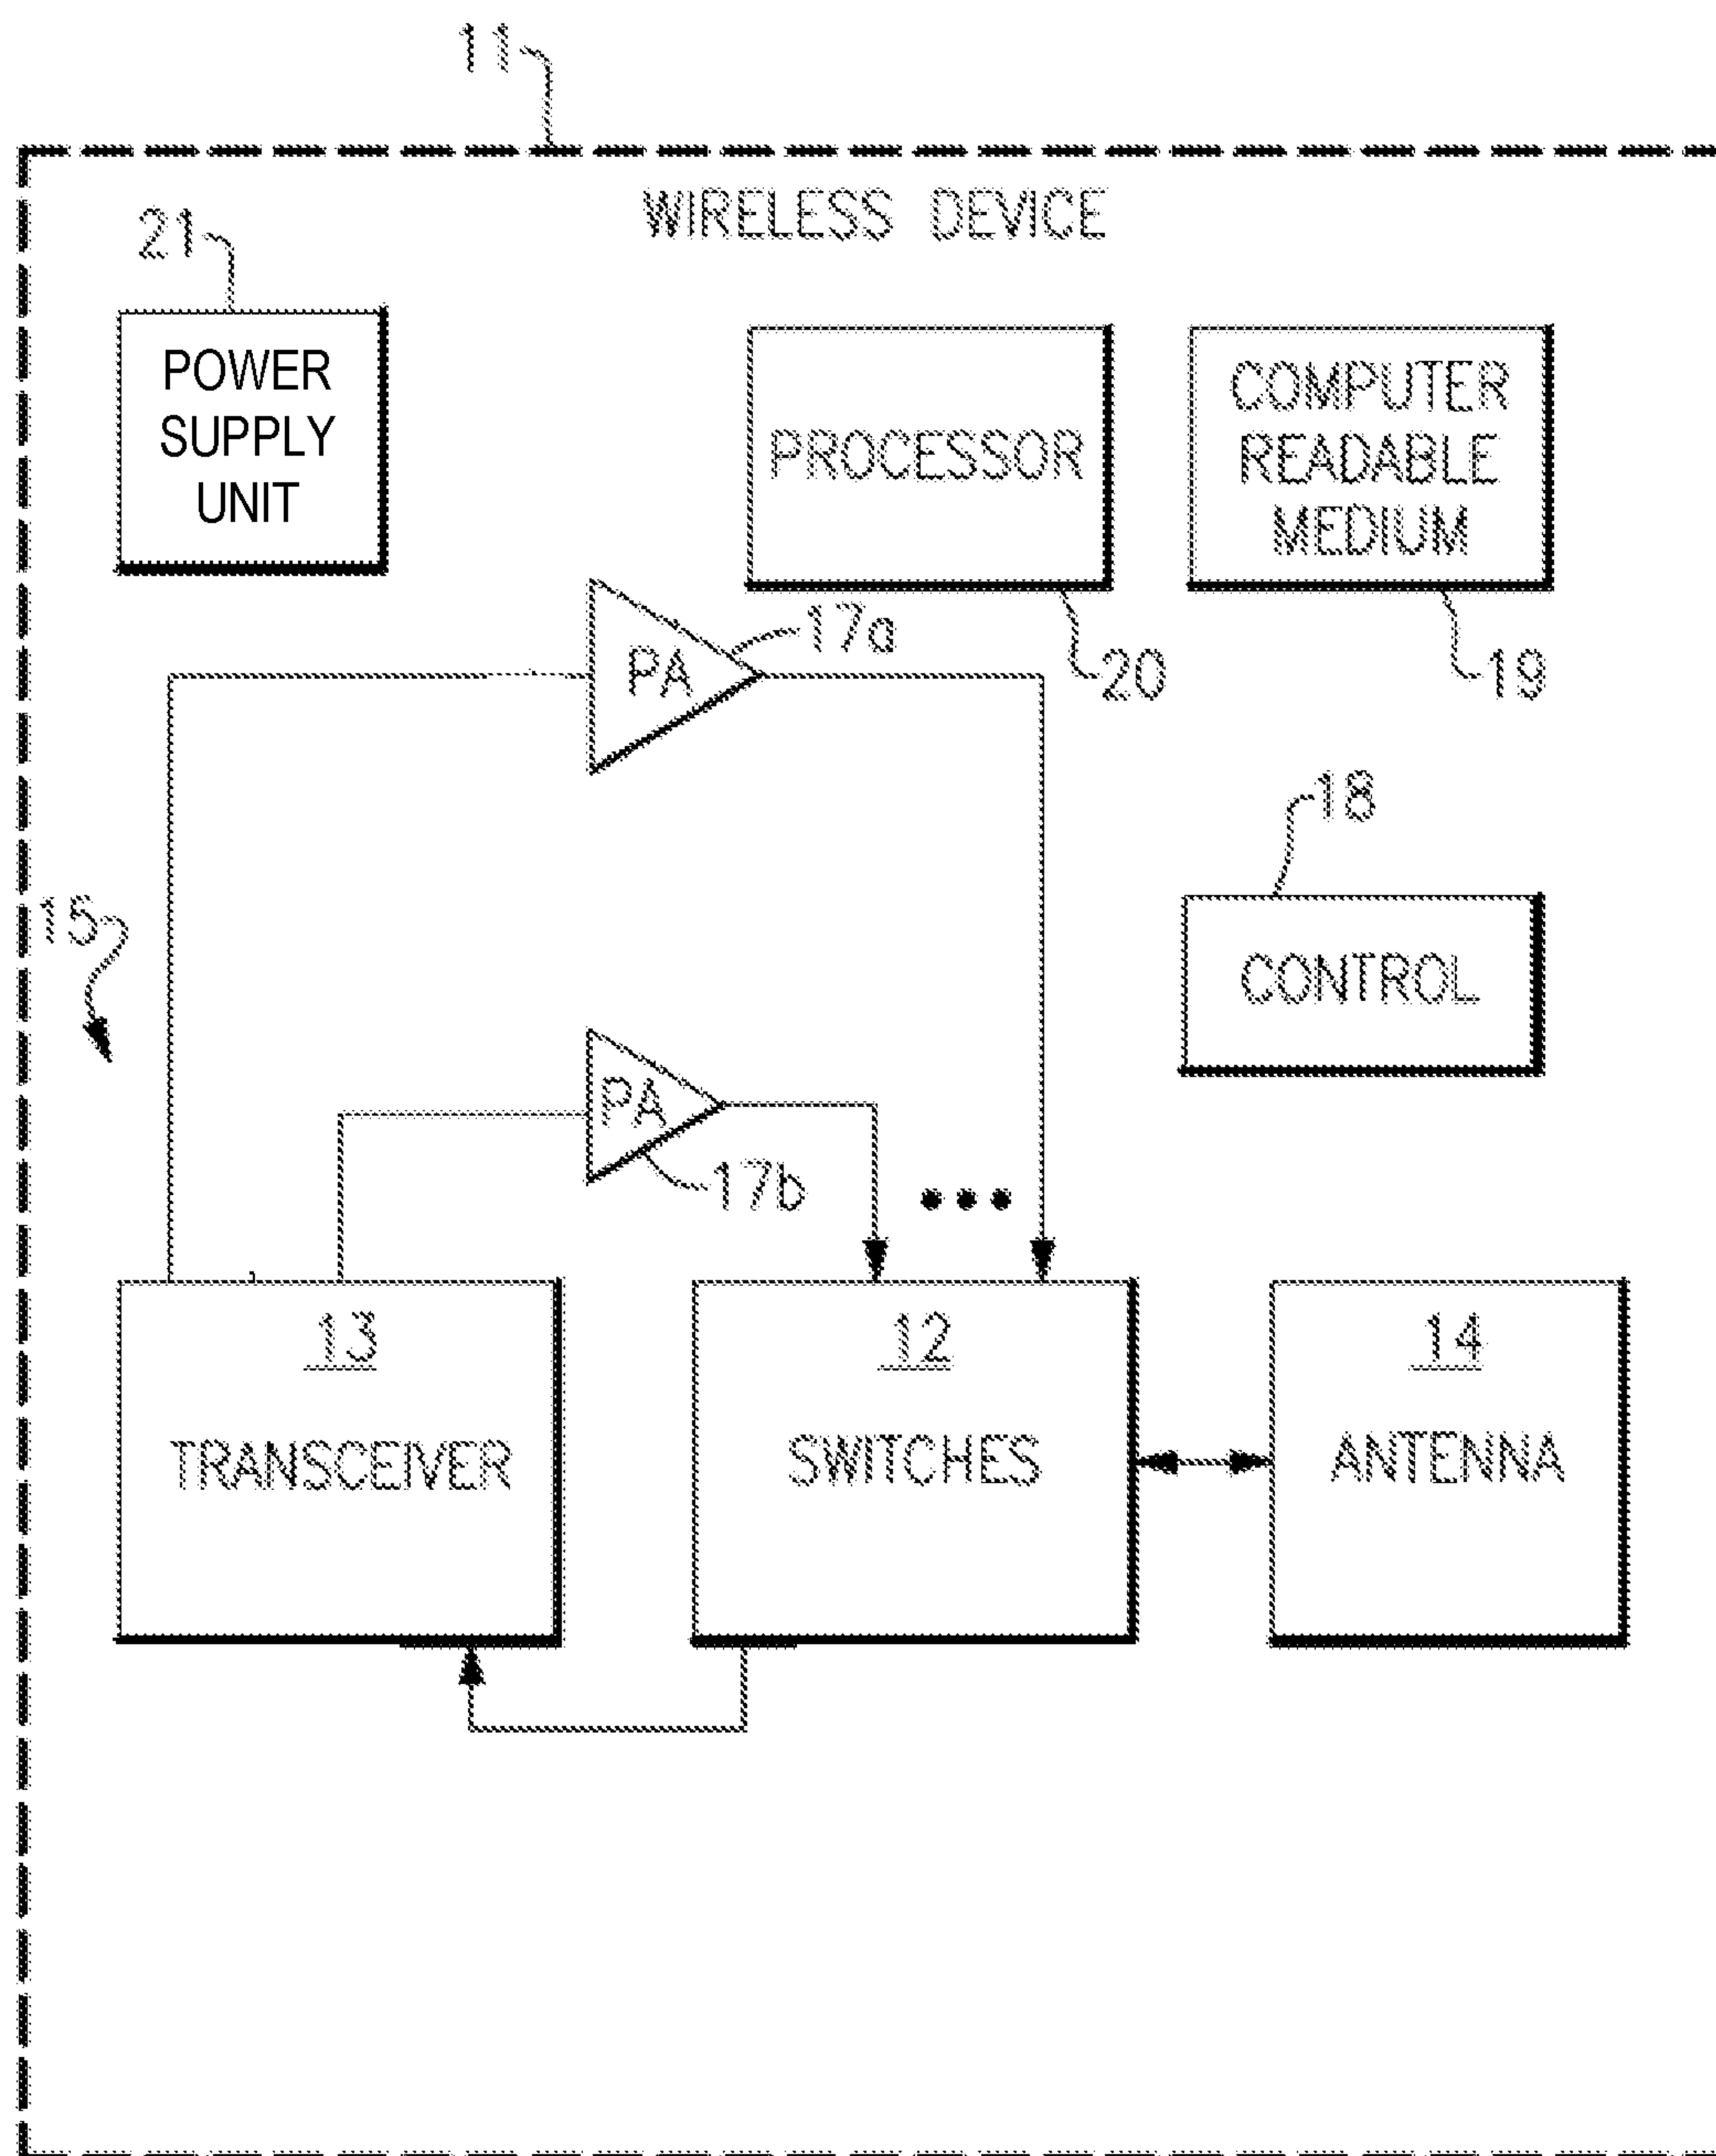 11
WIRELESS DEVICE
21
POWER
SUPPLY
UNIT
PROCESSOR
COMPUTER
READABLE
MEDIUM
PA
17a
20
19
18
CONTROL
15
PA
17b
13
TRANSCEIVER
12
SWITCHES
14
ANTENNA